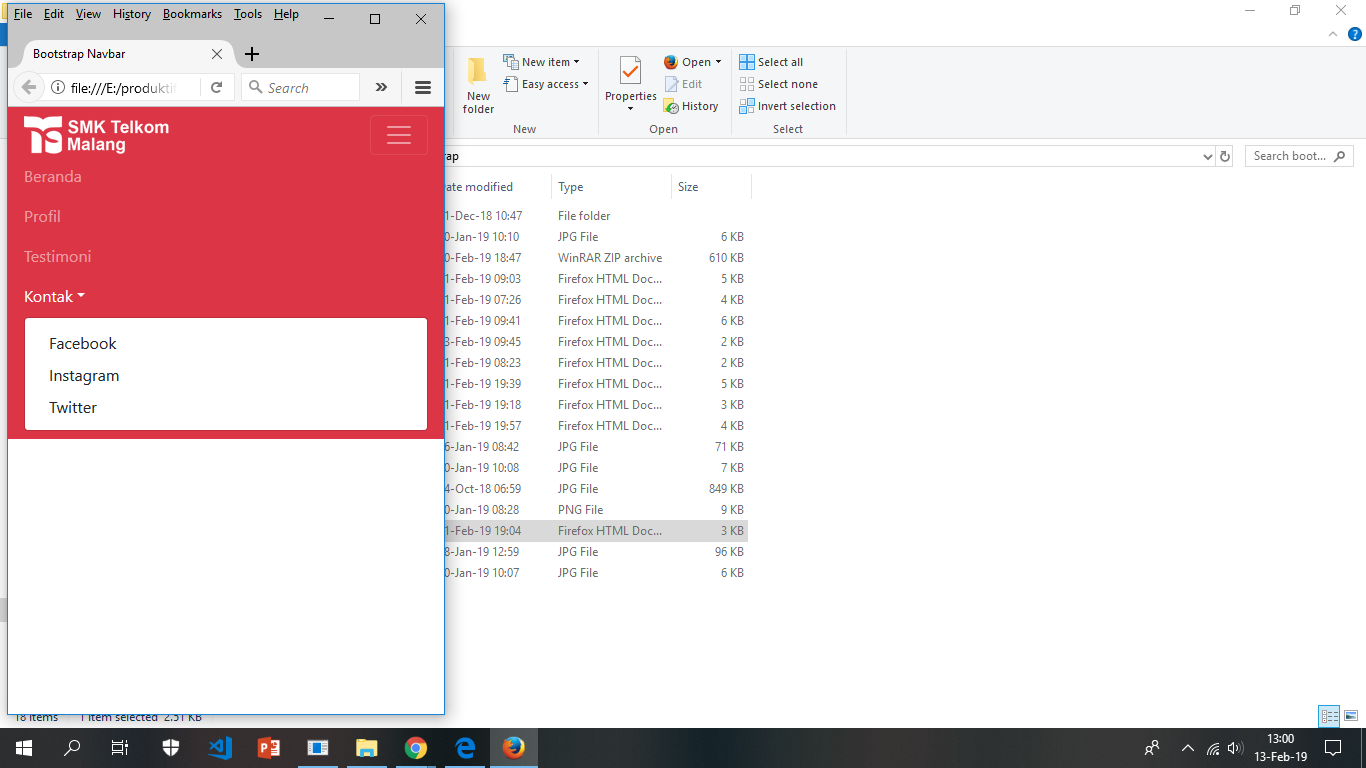 File Edit View History Bookmarks Tools Help
Bootstrap Navbar
file:///E:/produkti
Search
SMK Telkom
Malang
Beranda
Profil
Testimoni
Kontak
Facebook
Instagram
Twitter
New folder
New item
Easy access
New
Properties
Open
Edit
History
Open
Select all
Select none
Invert selection
Select
rap
Search boot...
ate modified Type Size
1-Dec-18 10:47 File folder
0-Jan-19 10:10 JPG File 6 KB
0-Feb-19 18:47 WinRAR ZIP archive 610 KB
1-Feb-19 09:03 Firefox HTML Doc... 5 KB
1-Feb-19 07:26 Firefox HTML Doc... 4 KB
1-Feb-19 09:41 Firefox HTML Doc... 6 KB
3-Feb-19 09:45 Firefox HTML Doc... 2 KB
1-Feb-19 08:23 Firefox HTML Doc... 2 KB
1-Feb-19 19:39 Firefox HTML Doc... 5 KB
1-Feb-19 19:18 Firefox HTML Doc... 3 KB
1-Feb-19 19:57 Firefox HTML Doc... 4 KB
6-Jan-19 08:42 JPG File 71 KB
0-Jan-19 10:08 JPG File 7 KB
4-Oct-18 06:59 JPG File 849 KB
0-Jan-19 08:28 PNG File 9 KB
1-Feb-19 19:04 Firefox HTML Doc... 3 KB
8-Jan-19 12:59 JPG File 96 KB
0-Jan-19 10:07 JPG File 6 KB
18 items 1 item selected 2.51 KB
13:00
13-Feb-19